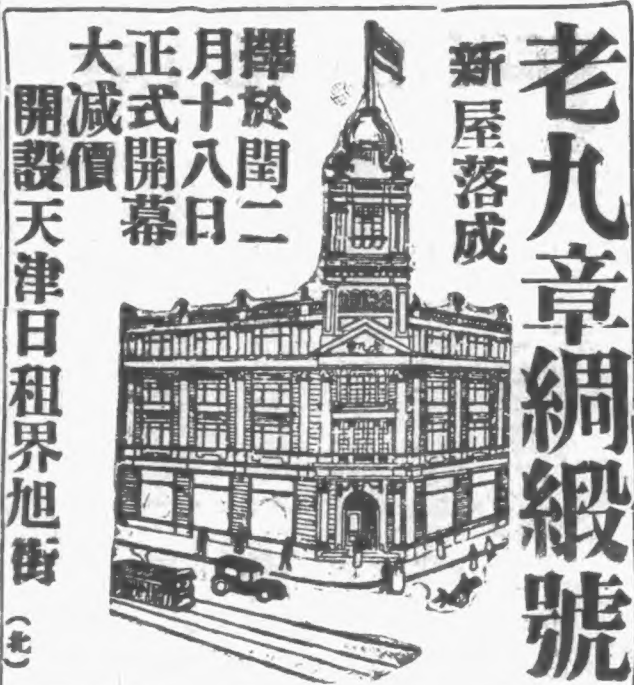 老九章綢緞號
新屋落成
擇於閏二
月十八日
正式開幕
大減價
開設天津日租界旭街
(北)